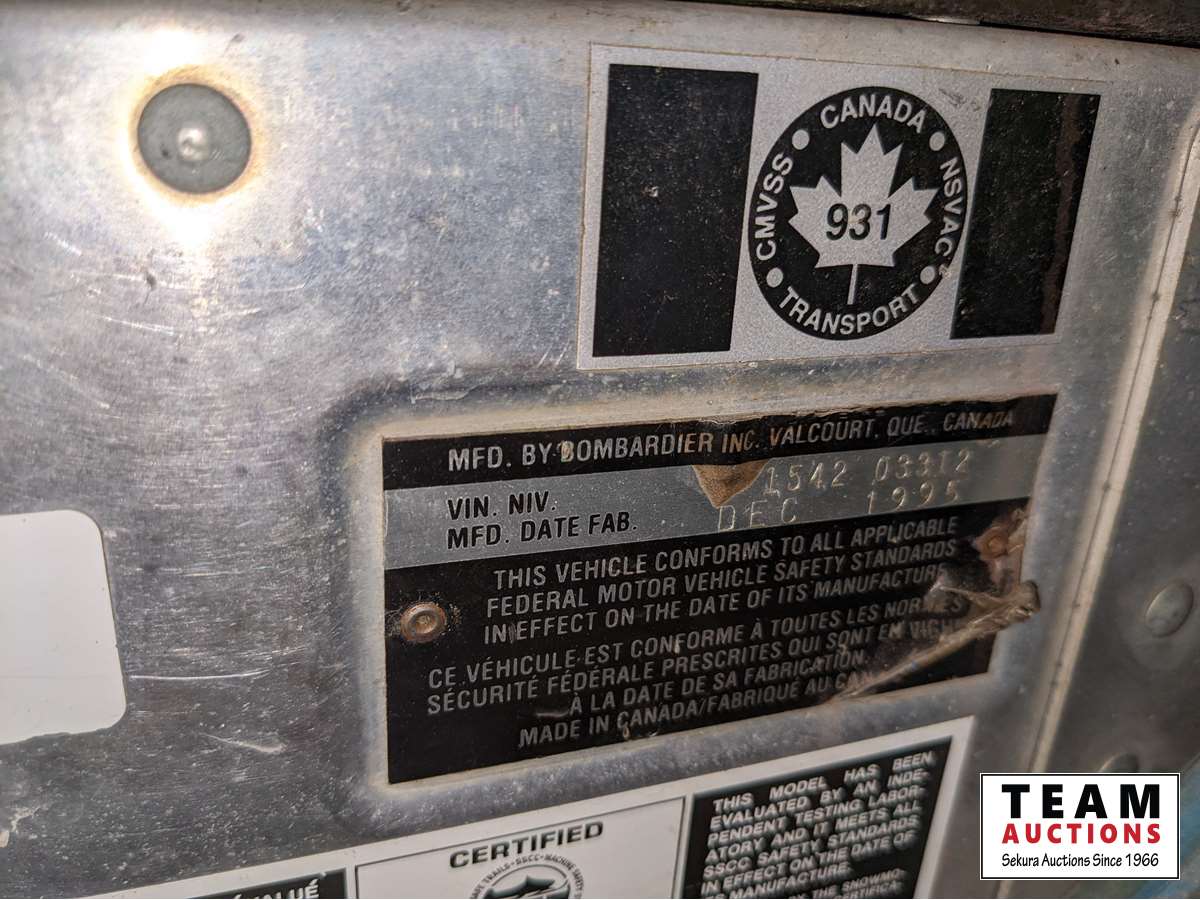 CANADA
CMVSS
NSVAC
931
TRANSPORT
MFD. BY BOMBARDIER INC. VALCOURT. QUE., CANADA
VIN. NIV. 1542 03312
MFD. DATE FAB. DEC 1995
THIS VEHICLE CONFORMS TO ALL APPLICABLE
FEDERAL MOTOR VEHICLE SAFETY STANDARDS
IN EFFECT ON THE DATE OF ITS MANUFACTURE
CE VÉHICULE EST CONFORME À TOUTES LES NORMES
SÉCURITÉ FÉDÉRALE PRESCRITES QUI SONT EN
À LA DATE DE SA FABRICATION
MADE IN CANADA/FABRIQUÉ AU
CERTIFIED
THIS MODEL HAS BEEN
EVALUATED BY AN INDE-
PENDENT TESTING LABOR-
ATORY AND IT MEETS ALL
SSCC SAFETY STANDARDS
IN EFFECT ON THE DATE OF
MANUFACTURE
BY THE SNOWMO-
TEAM
AUCTIONS
Sekura Auctions Since 1966